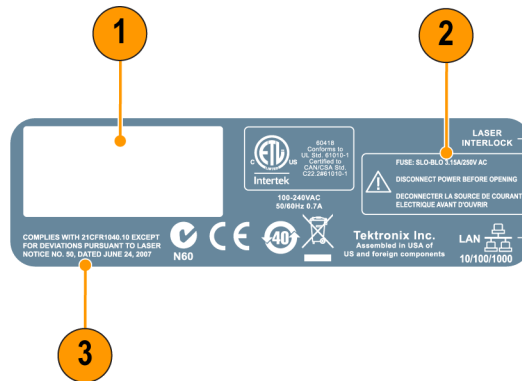 1
2
LASER
INTERLOCK
60418
Conforms to
UL Std. 61010-1
Certified to
CAN/CSA Std.
C22.2#61010-1
C
ETL
US
Intertek
FUSE: SLO-BLO 3.15A/250V AC
DISCONNECT POWER BEFORE OPENING
DECONNECTER LA SOURCE DE COURANT
ELECTRIQUE AVANT D'OUVRIR
100-240VAC
50/60Hz 0.7A
COMPLIES WITH 21CFR1040.10 EXCEPT
FOR DEVIATIONS PURSUANT TO LASER
NOTICE NO. 50, DATED JUNE 24, 2007
N60
CE
40
Tektronix Inc.
Assembled in USA of
US and foreign components
LAN
10/100/1000
3